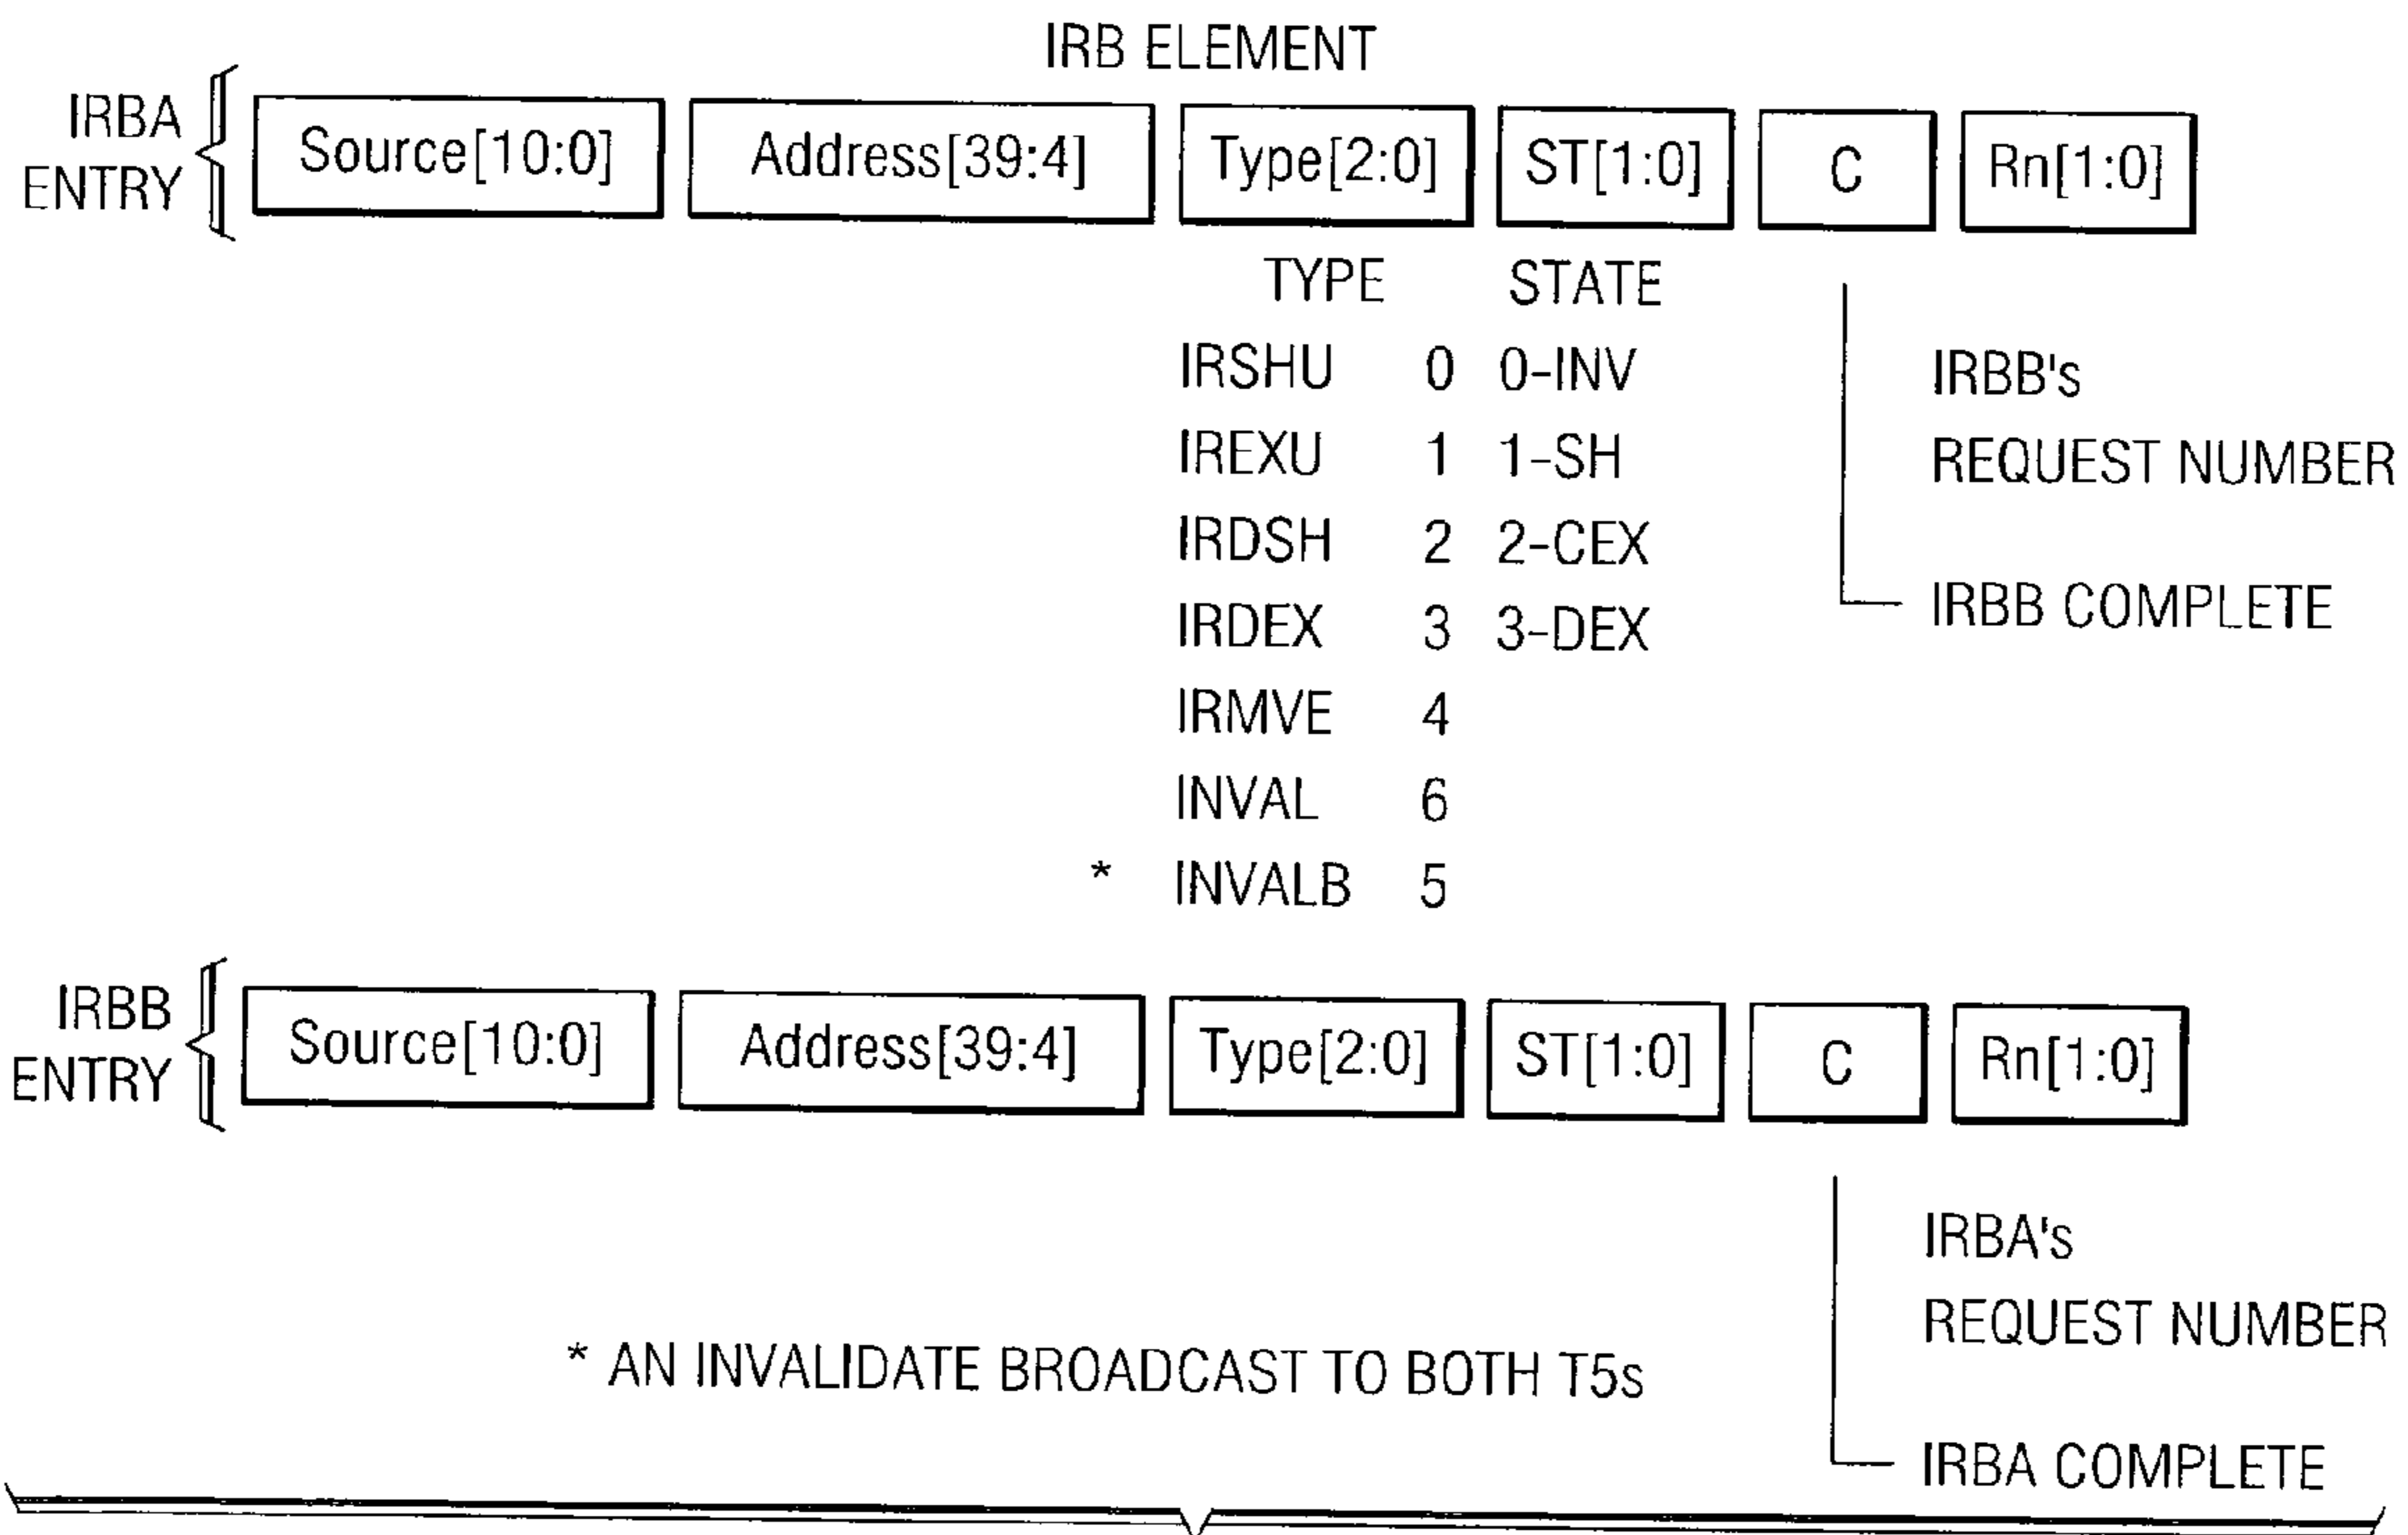 IRB ELEMENT
IRBA
ENTRY
Source[10:0] Address[39:4] Type[2:0] ST[1:0] C Rn[1:0]
TYPE STATE
IRSHU 0 0-INV
IREXU 1 1-SH
IRDSH 2 2-CEX
IRDEX 3 3-DEX
IRMVE 4
INVAL 6
* INVALB 5
IRBB's
REQUEST NUMBER
IRBB COMPLETE
IRBB
ENTRY
Source[10:0] Address[39:4] Type[2:0] ST[1:0] C Rn[1:0]
IRBA's
REQUEST NUMBER
IRBA COMPLETE
* AN INVALIDATE BROADCAST TO BOTH T5s